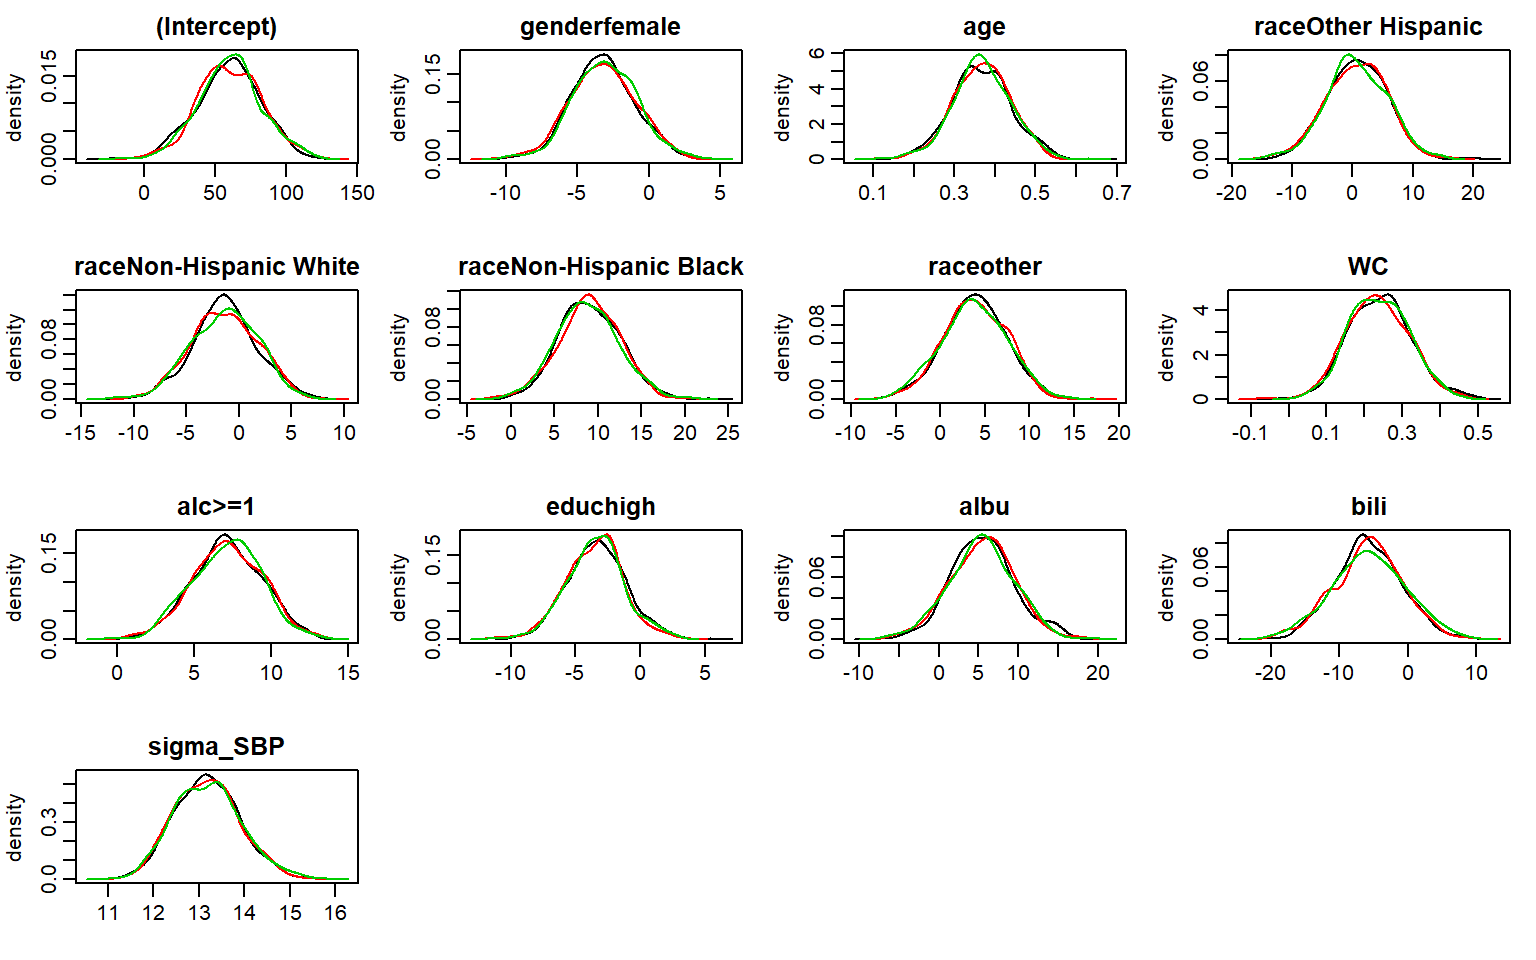 (Intercept) genderfemale age raceOther Hispanic
density 0.000 0.015 density 0.00 0.15 density 0 2 4 6 density 0.00 0.06
0 50 100 150 -10 -5 0 5 0.1 0.3 0.5 0.7 -20 -10 0 10 20
raceNon-Hispanic White raceNon-Hispanic Black raceother WC
density 0.00 0.08 density 0.00 0.08 density 0.00 0.08 density 0 2 4
-15 -10 -5 0 5 10 -5 0 5 10 15 20 25 -10 -5 0 5 10 15 20 -0.1 0.1 0.3 0.5
alc>=1 educhigh albu bili
density 0.00 0.15 density 0.00 0.15 density 0.00 0.06 density 0.00 0.06
0 5 10 15 -10 -5 0 5 -10 0 5 10 20 -20 -10 0 10
sigma_SBP
density 0.0 0.3
11 12 13 14 15 16